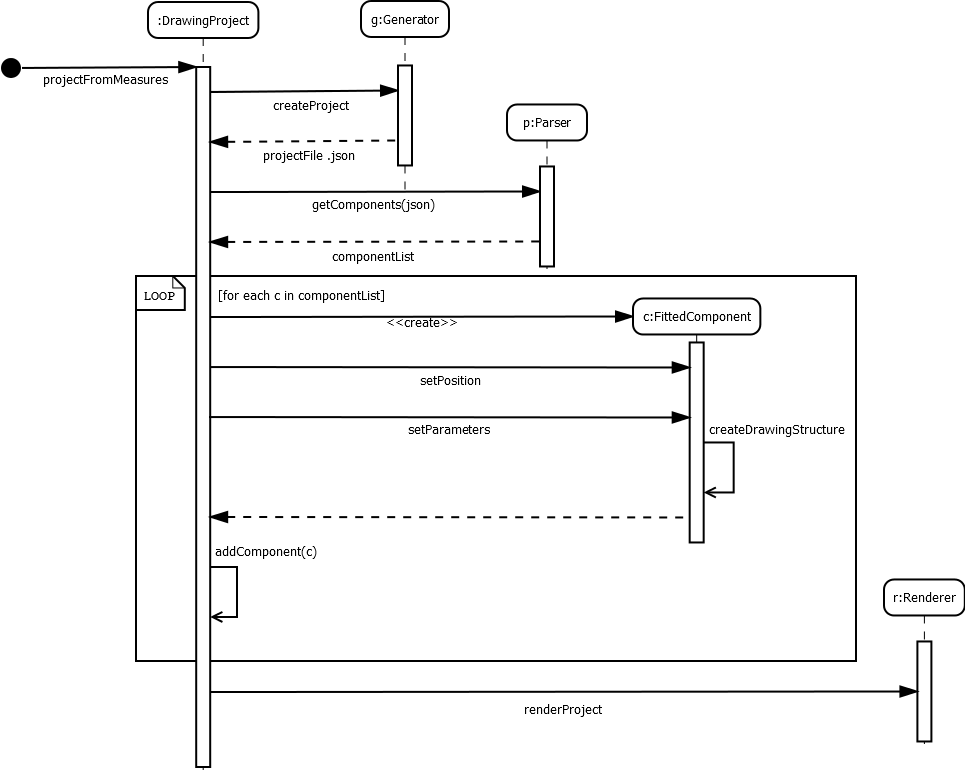 :DrawingProject
g:Generator
projectFromMeasures
createProject
p:Parser
projectFile .json
getComponents(json)
componentList
LOOP
[for each c in componentList]
c:FittedComponent
<<create>>
setPosition
setParameters
createDrawingStructure
addComponent(c)
r:Renderer
renderProject